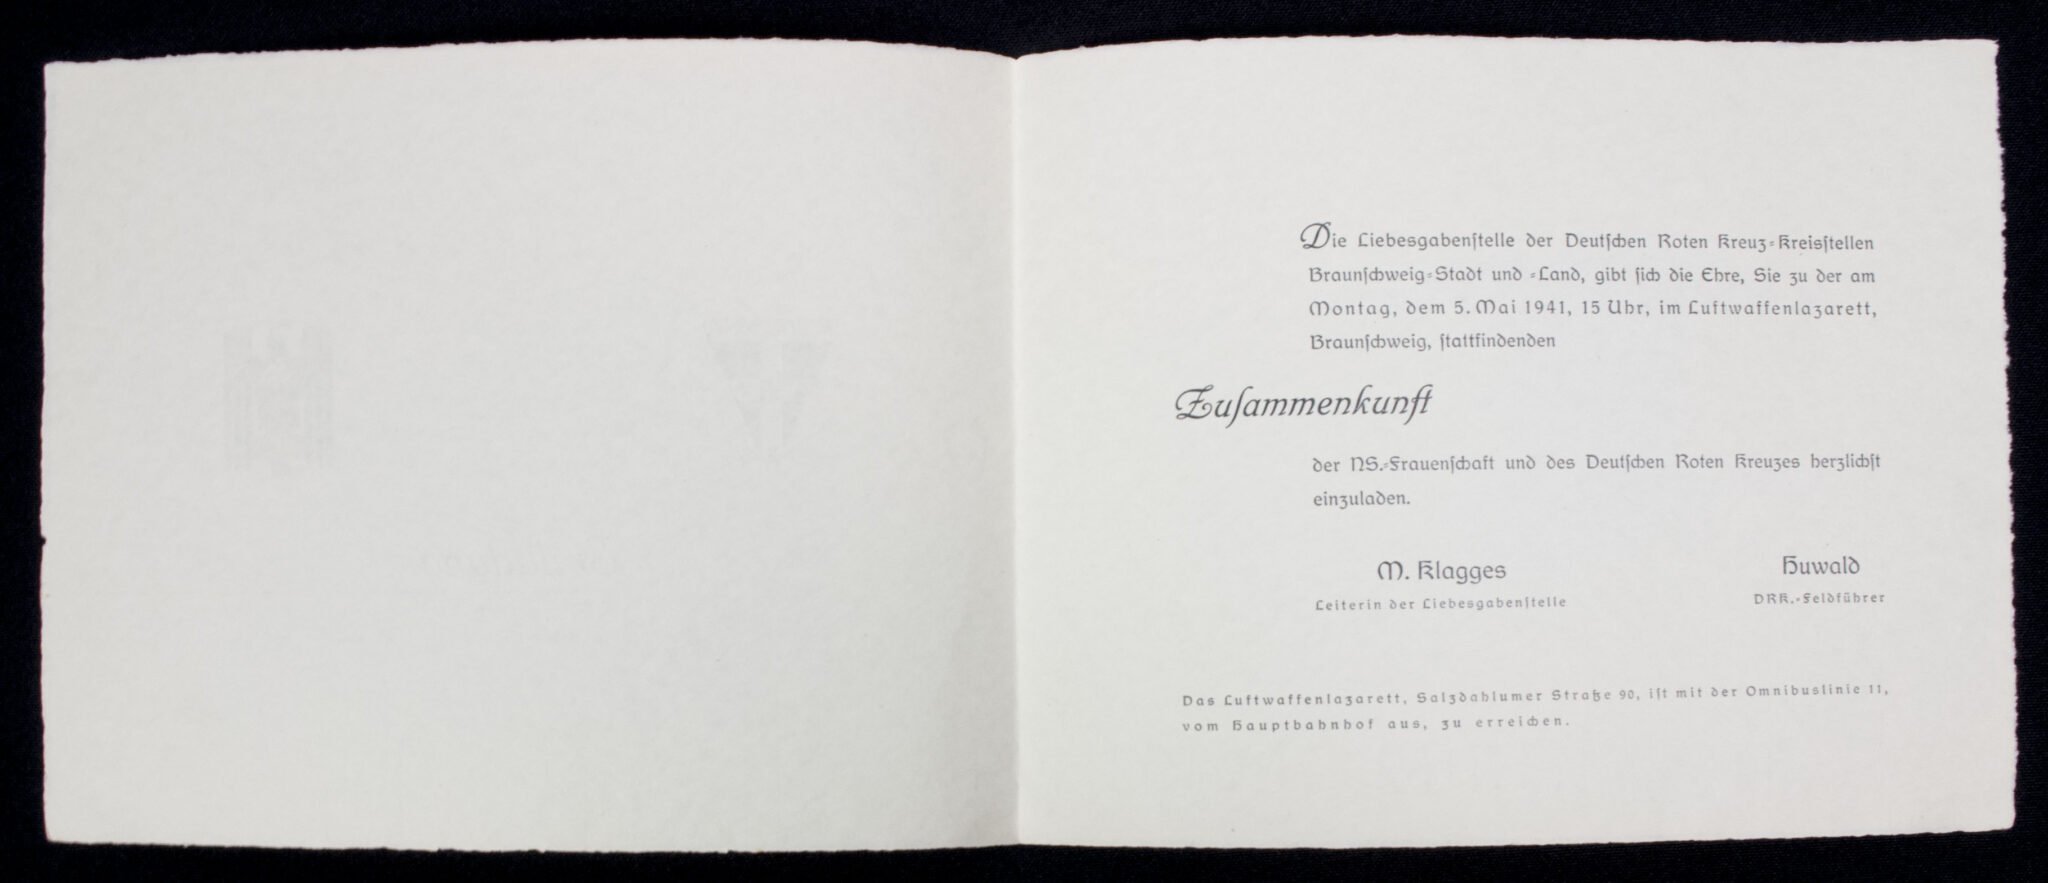 Die Liebesgabenſtelle der Deutſchen Roten Kreuz-Kreisſtellen
Braunſchweig-Stadt und -Land, gibt ſich die Ehre, Sie zu der am
Montag, dem 5. Mai 1941, 15 Uhr, im Luftwaffenlazarett,
Braunſchweig, ſtattfindenden
Zuſammenkunft
der NS.-Frauenſchaft und des Deutſchen Roten Kreuzes herzlichſt
einzuladen.
M. Klagges
Leiterin der Liebesgabenſtelle
Huwald
DRK.-Feldführer
Das Luftwaffenlazarett, Salzdahlumer Straße 90, iſt mit der Omnibuslinie 11,
vom Hauptbahnhof aus, zu erreichen.